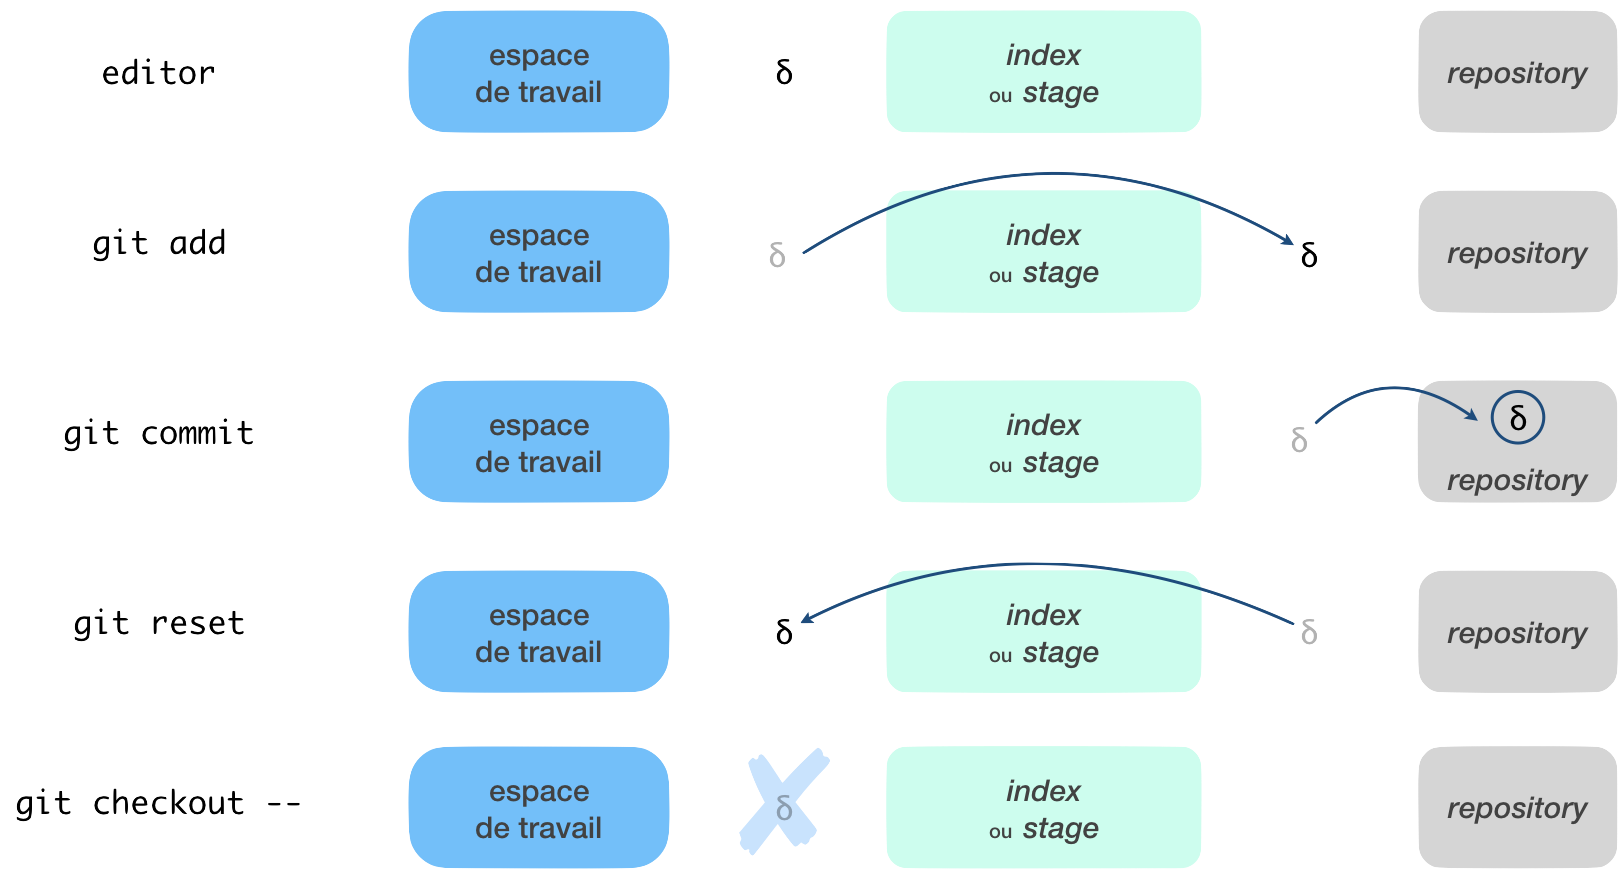 editor
espace
de travail
δ
index
ou stage
repository
git add
espace
de travail
δ
index
ou stage
δ
repository
git commit
espace
de travail
index
ou stage
δ
δ
repository
git reset
espace
de travail
δ
index
ou stage
δ
repository
git checkout --
espace
de travail
δ
index
ou stage
repository